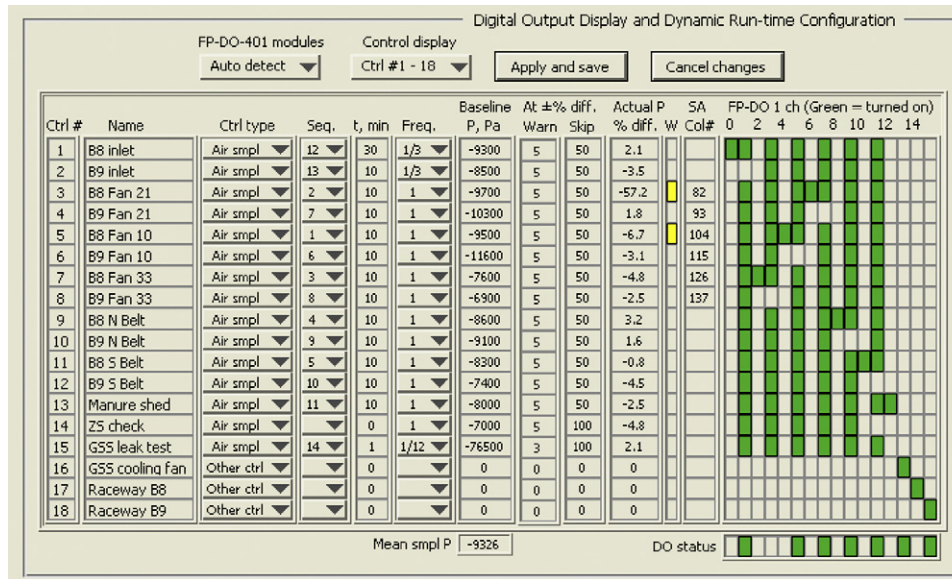 Digital Output Display and Dynamic Run-time Configuration
FP-DO-401 modules Control display
Auto detect Ctrl #1 - 18 Apply and save Cancel changes
Baseline At ±% diff. Actual P SA FP-DO 1 ch (Green = turned on)
Ctrl # Name Ctrl type Seq. t, min Freq. P, Pa Warn Skip % diff. W Col# 0 2 4 6 8 10 12 14
1 B8 inlet Air smpl 12 30 1/3 -9300 5 50 2.1
2 B9 inlet Air smpl 13 10 1/3 -8500 5 50 -3.5
3 B8 Fan 21 Air smpl 2 10 1 -9700 5 50 -57.2 82
4 B9 Fan 21 Air smpl 7 10 1 -10300 5 50 1.8 93
5 B8 Fan 10 Air smpl 1 10 1 -9500 5 50 -6.7 104
6 B9 Fan 10 Air smpl 6 10 1 -11600 5 50 -3.1 115
7 B8 Fan 33 Air smpl 3 10 1 -7600 5 50 -4.8 126
8 B9 Fan 33 Air smpl 8 10 1 -6900 5 50 -2.5 137
9 B8 N Belt Air smpl 4 10 1 -8600 5 50 3.2
10 B9 N Belt Air smpl 9 10 1 -9100 5 50 1.6
11 B8 S Belt Air smpl 5 10 1 -8300 5 50 -0.8
12 B9 S Belt Air smpl 10 10 1 -7400 5 50 -4.5
13 Manure shed Air smpl 11 10 1 -8000 5 50 -2.5
14 ZS check Air smpl 0 1 -7000 5 100 -4.8
15 GSS leak test Air smpl 14 1 1/12 -76500 3 100 2.1
16 GSS cooling fan Other ctrl 0 0 0 0 0
17 Raceway B8 Other ctrl 0 0 0 0 0
18 Raceway B9 Other ctrl 0 0 0 0 0
Mean smpl P -9326 DO status